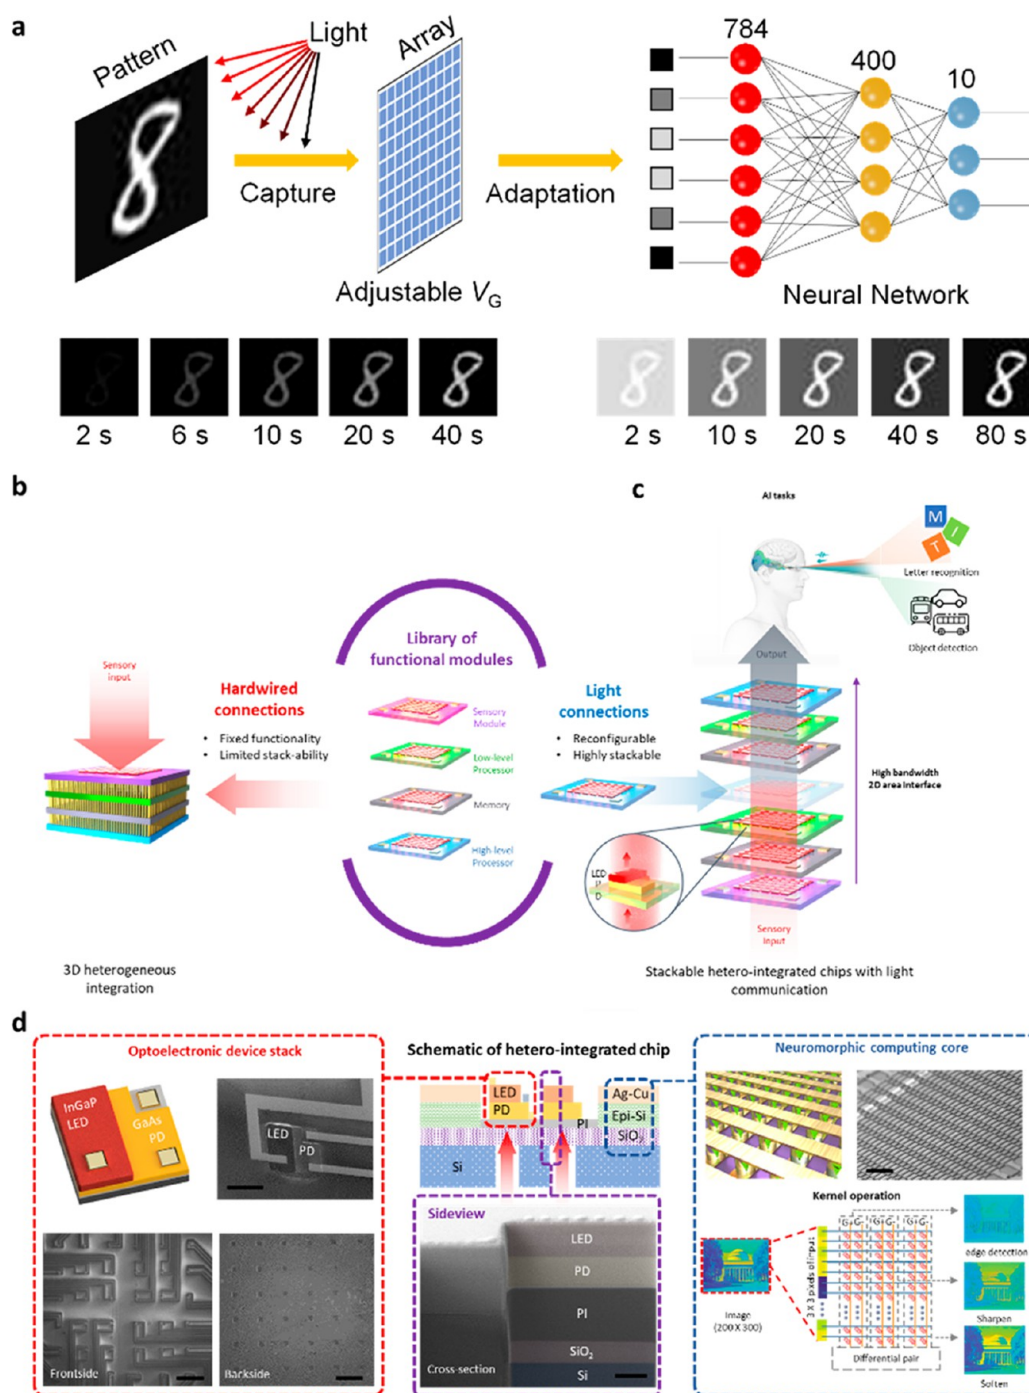 a
Pattern
Light
Array
784
400
10
Capture
Adaptation
Adjustable VG
Neural Network
2 s
6 s
10 s
20 s
40 s
2 s
10 s
20 s
40 s
80 s
b
c
AI tasks
M
I
T
Letter recognition
Object detection
Output
Library of
functional modules
Sensory
input
Hardwired
connections
• Fixed functionality
• Limited stack-ability
Sensory
Module
Low-level
Processor
Memory
High-level
Processor
Light
connections
• Reconfigurable
• Highly stackable
High bandwidth
2D area interface
LED
P
D
Sensory
Input
3D heterogeneous
integration
Stackable hetero-integrated chips with light
communication
d
Optoelectronic device stack
InGaP
LED
GaAs
PD
LED
PD
Frontside
Backside
Schematic of hetero-integrated chip
LED
PD
PI
Ag-Cu
Epi-Si
SiO2
Si
Sideview
LED
PD
PI
SiO2
Si
Cross-section
Neuromorphic computing core
Kernel operation
G+ G- G+ G- G+ G-
3 X 3 pixels of input
Image
(200 X 300)
Differential pair
edge detection
Sharpen
Soften